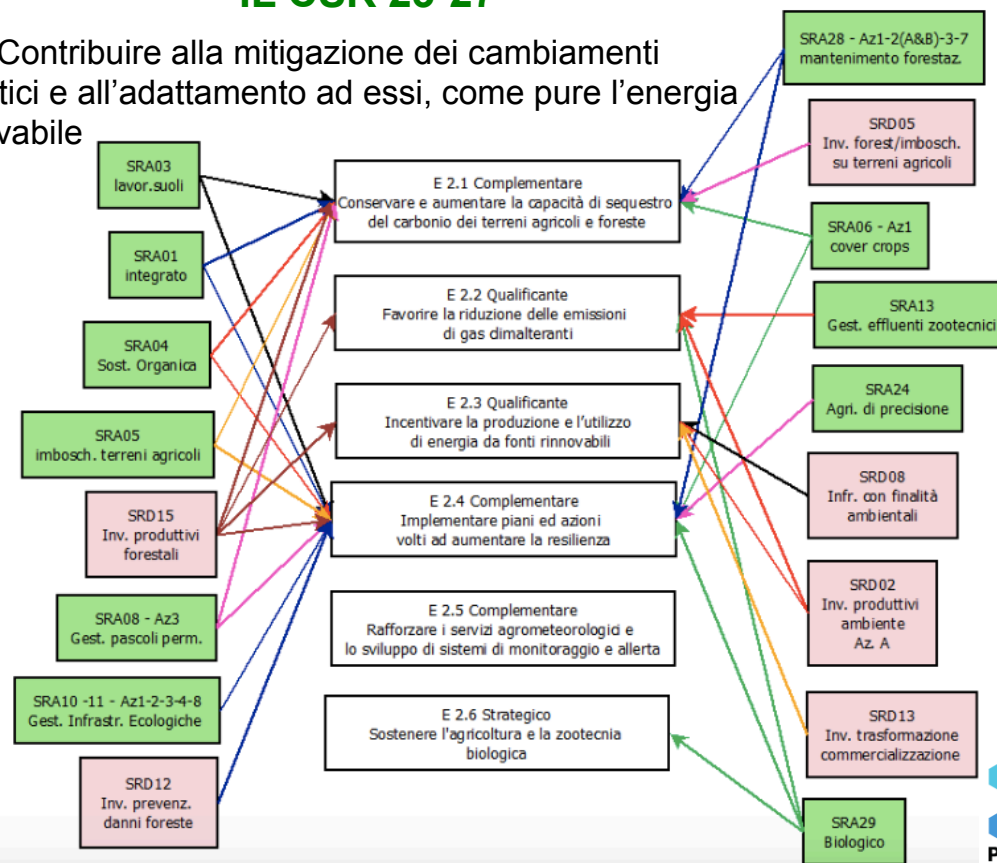 IL CSR 23-27
Contribuire alla mitigazione dei cambiamenti
tici e all’adattamento ad essi, come pure l’energia
vabile
SRA03
lavor.suoli
SRA01
integrato
SRA04
Sost. Organica
SRA05
imbosch. terreni agricoli
SRD15
Inv. produttivi
forestali
SRA08 - Az3
Gest. pascoli perm.
SRA10 -11 - Az1-2-3-4-8
Gest. Infrastr. Ecologiche
SRD12
Inv. prevenz.
danni foreste
E 2.1 Complementare
Conservare e aumentare la capacità di sequestro
del carbonio dei terreni agricoli e foreste
E 2.2 Qualificante
Favorire la riduzione delle emissioni
di gas dimalteranti
E 2.3 Qualificante
Incentivare la produzione e l’utilizzo
di energia da fonti rinnovabili
E 2.4 Complementare
Implementare piani ed azioni
volti ad aumentare la resilienza
E 2.5 Complementare
Rafforzare i servizi agrometeorologici e
lo sviluppo di sistemi di monitoraggio e allerta
E 2.6 Strategico
Sostenere l'agricoltura e la zootecnia
biologica
SRA28 - Az1-2(A&B)-3-7
mantenimento forestaz.
SRD05
Inv. forest/imbosch.
su terreni agricoli
SRA06 - Az1
cover crops
SRA13
Gest. effluenti zootecnici
SRA24
Agri. di precisione
SRD08
Infr. con finalità
ambientali
SRD02
Inv. produttivi
ambiente
Az. A
SRD13
Inv. trasformazione
commercializzazione
SRA29
Biologico
P